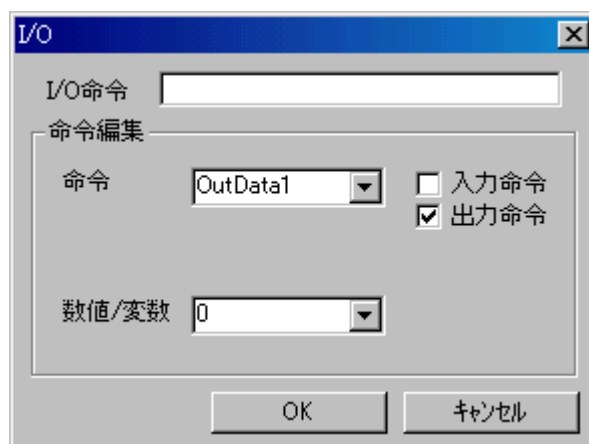 I/O
I/O命令
命令編集
命令 OutData1 入力命令
出力命令
数値/変数 0
OK ｷｬﾝｾﾙ